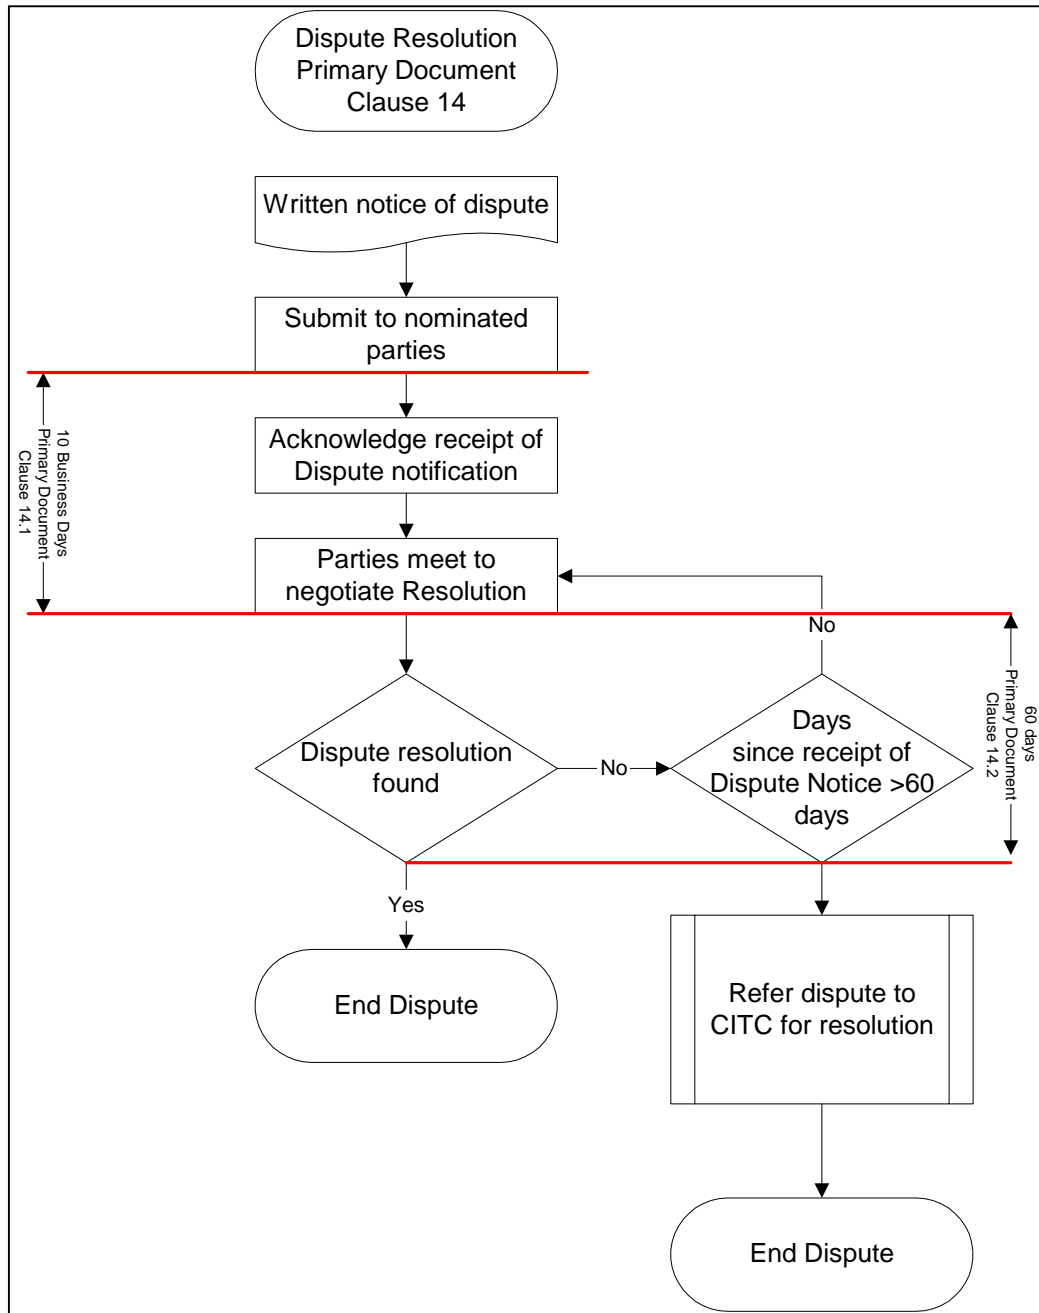 Dispute Resolution
Primary Document
Clause 14
Written notice of dispute
Submit to nominated
parties
10 Business Days
Primary Document
Clause 14.1
Acknowledge receipt of
Dispute notification
Parties meet to
negotiate Resolution
No
60 days
Primary Document
Clause 14.2
Dispute resolution
found
No
Days
since receipt of
Dispute Notice >60
days
Yes
End Dispute
Refer dispute to
CITC for resolution
End Dispute